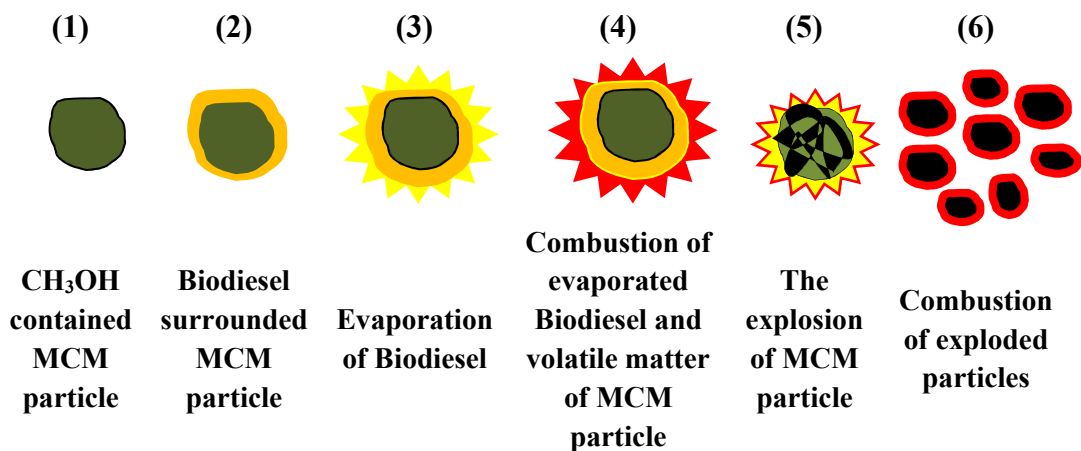 (1)
(2)
(3)
(4)
(5)
(6)
CH₃OH
contained
MCM
particle
Biodiesel
surrounded
MCM
particle
Evaporation
of Biodiesel
Combustion of
evaporated
Biodiesel and
volatile matter
of MCM
particle
The
explosion
of MCM
particle
Combustion
of exploded
particles